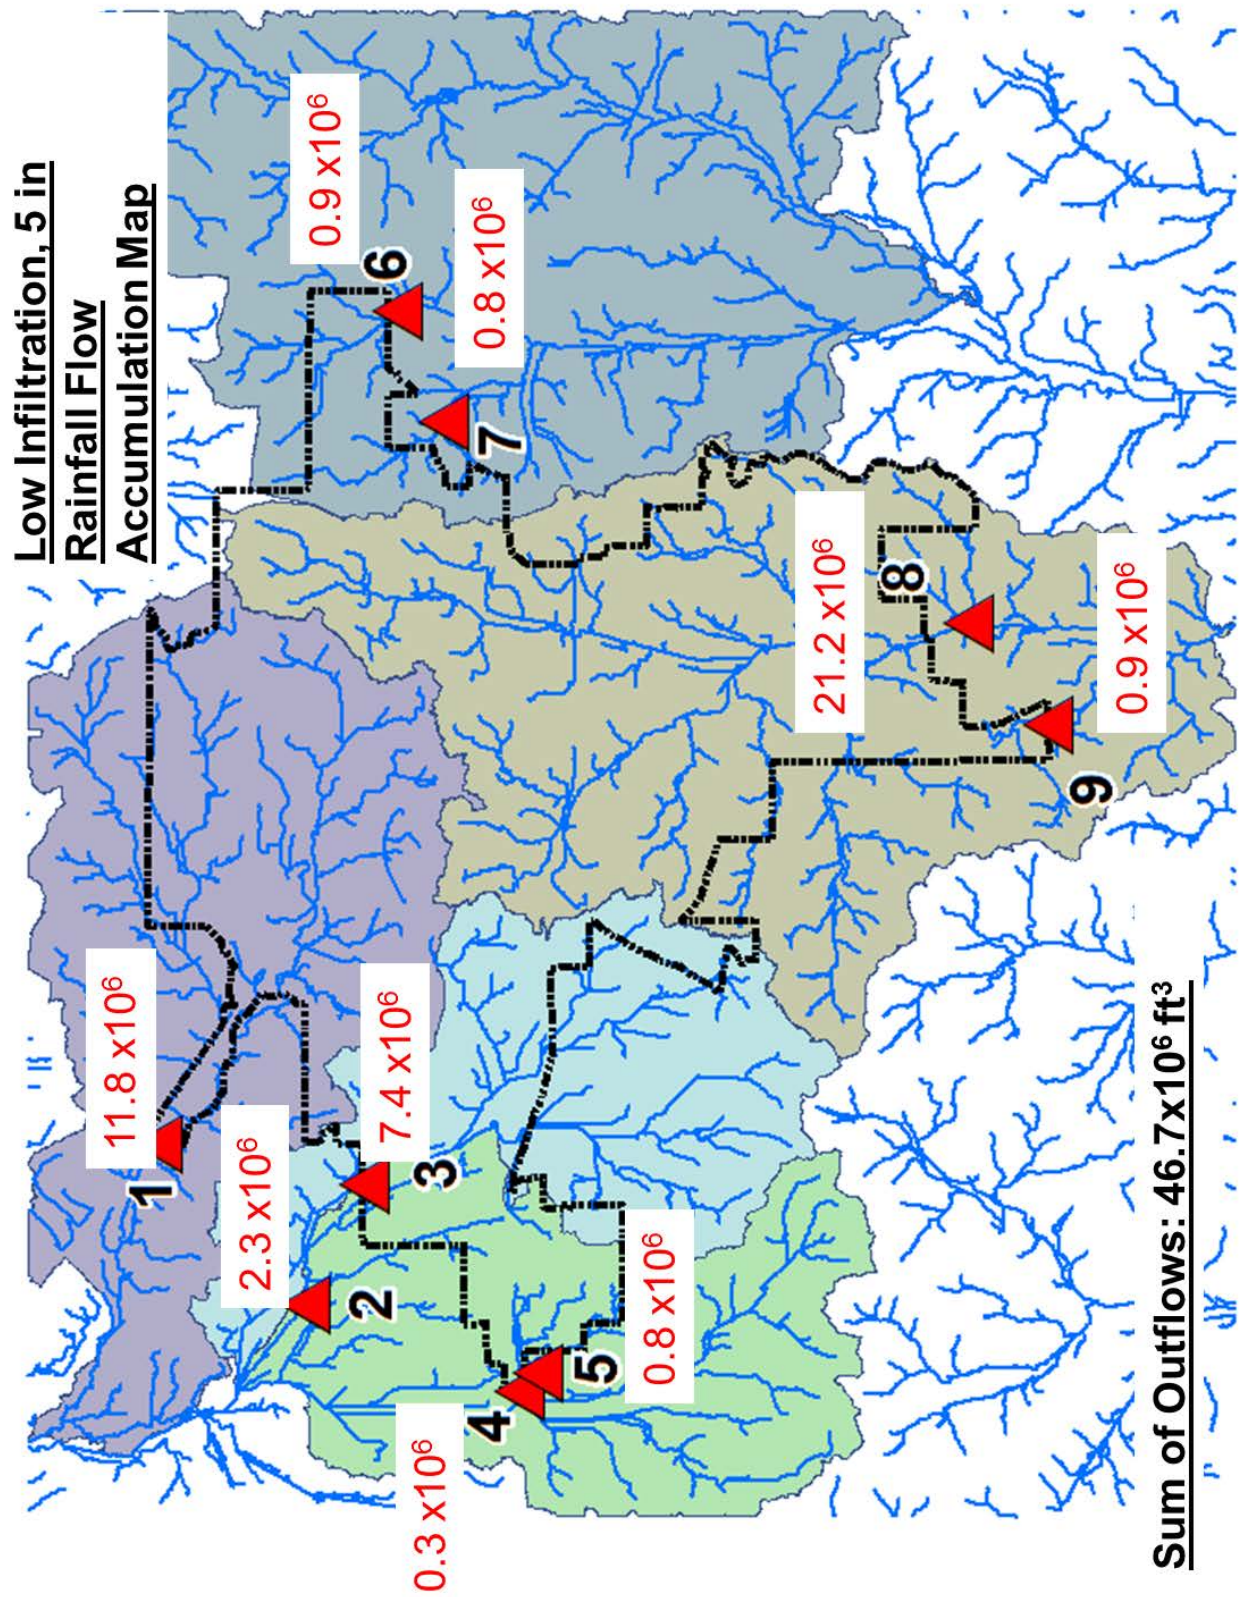 Low Infiltration, 5 in
Rainfall Flow
Accumulation Map
0.9 x10⁶
6
0.8 x10⁶
7
11.8 x10⁶
1
2.3 x10⁶
2
7.4 x10⁶
3
0.3 x10⁶
4
5
0.8 x10⁶
21.2 x10⁶
8
0.9 x10⁶
9
Sum of Outflows: 46.7x10⁶ ft³